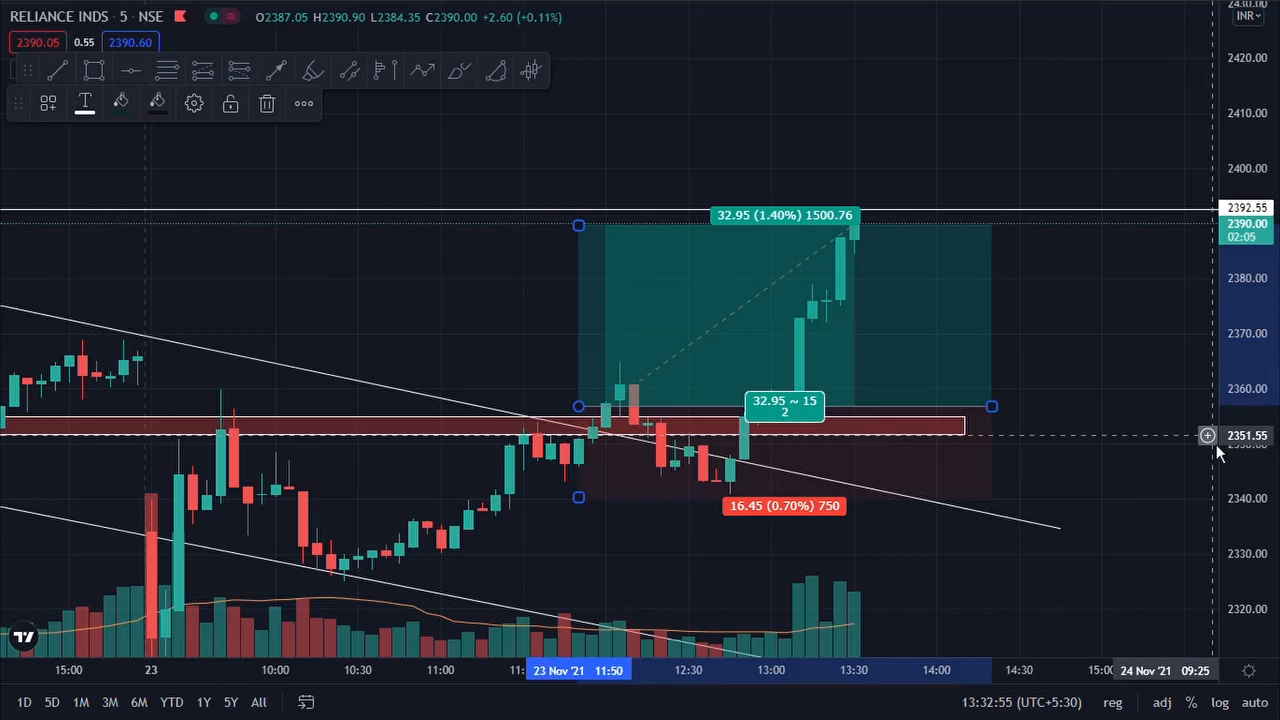 RELIANCE INDS · 5 · NSE O2387.05 H2390.90 L2384.35 C2390.00 +2.60 (+0.11%)
2390.05 0.55 2390.60
INR
2420.00
2410.00
2400.00
2392.55
2390.00
02:05
2380.00
2370.00
2360.00
2351.55
2340.00
2330.00
2320.00
32.95 (1.40%) 1500.76
32.95 ~ 15
2
16.45 (0.70%) 750
15:00 23 10:00 10:30 11:00 11: 23 Nov '21 11:50 12:30 13:00 13:30 14:00 14:30 15:0 24 Nov '21 09:25
1D 5D 1M 3M 6M YTD 1Y 5Y All 13:32:55 (UTC+5:30) reg adj % log auto